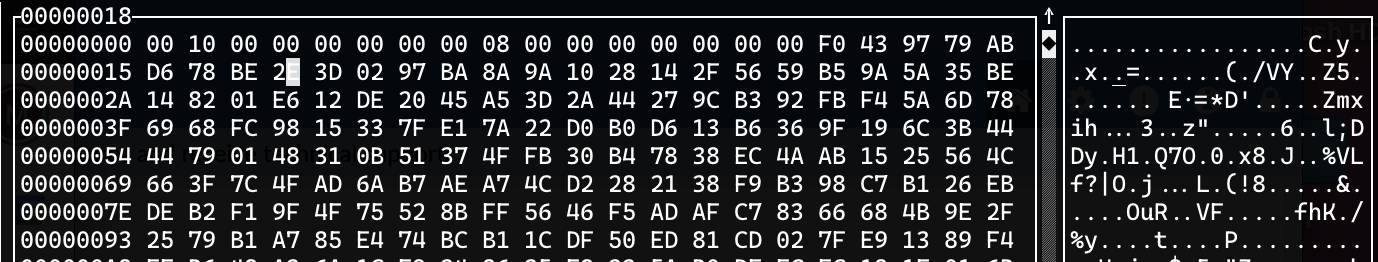 00000018
00000000 00 10 00 00 00 00 00 00 08 00 00 00 00 00 00 00 F0 43 97 79 AB .................C.y.
00000015 D6 78 BE 2E 3D 02 97 BA 8A 9A 10 28 14 2F 56 59 B5 9A 5A 35 BE .x..=......(./VY..Z5.
0000002A 14 82 01 E6 12 DE 20 45 A5 3D 2A 44 27 9C B3 92 FB F4 5A 6D 78 ...... E·=*D'.....Zmx
0000003F 69 68 FC 98 15 33 7F E1 7A 22 D0 B0 D6 13 B6 36 9F 19 6C 3B 44 ih...3..z".....6..l;D
00000054 44 79 01 48 31 0B 51 37 4F FB 30 B4 78 38 EC 4A AB 15 25 56 4C Dy.H1.Q7O.0.x8.J..%VL
00000069 66 3F 7C 4F AD 6A B7 AE A7 4C D2 28 21 38 F9 B3 98 C7 B1 26 EB f?|O.j...L.(!8.....&.
0000007E DE B2 F1 9F 4F 75 52 8B FF 56 46 F5 AD AF C7 83 66 68 4B 9E 2F ....OuR..VF.....fhK./
00000093 25 79 B1 A7 85 E4 74 BC B1 1C DF 50 ED 81 CD 02 7F E9 13 89 F4 %y....t....P.........